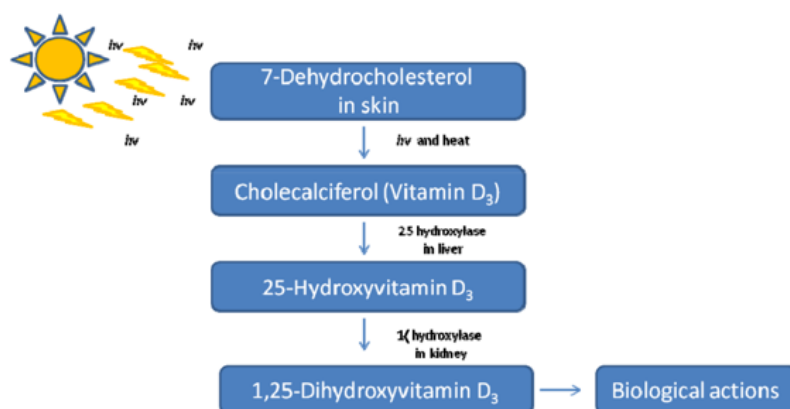 hv
hv
hv
hv
hv
7-Dehydrocholesterol
in skin
hv and heat
Cholecalciferol (Vitamin D₃)
25 hydroxylase
in liver
25-Hydroxyvitamin D₃
1( hydroxylase
in kidney
1,25-Dihydroxyvitamin D₃
Biological actions